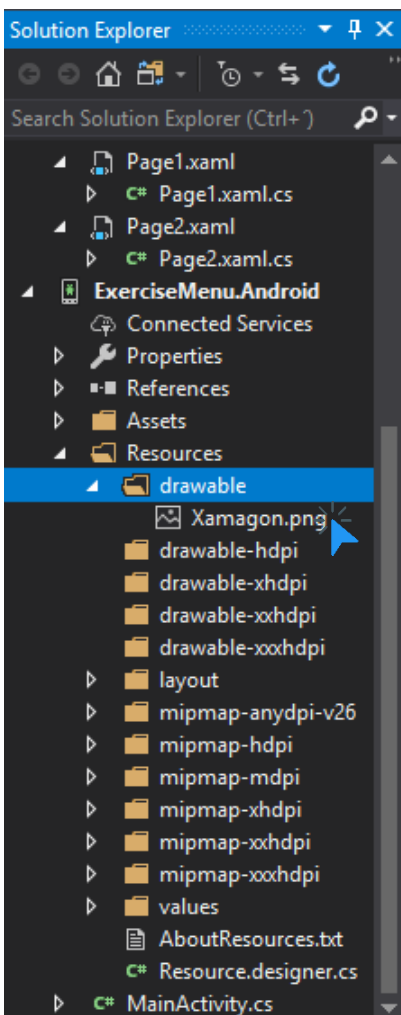 Solution Explorer
Search Solution Explorer (Ctrl+´)
Page1.xaml
C# Page1.xaml.cs
Page2.xaml
C# Page2.xaml.cs
ExerciseMenu.Android
Connected Services
Properties
References
Assets
Resources
drawable
Xamagon.png
drawable-hdpi
drawable-xhdpi
drawable-xxhdpi
drawable-xxxhdpi
layout
mipmap-anydpi-v26
mipmap-hdpi
mipmap-mdpi
mipmap-xhdpi
mipmap-xxhdpi
mipmap-xxxhdpi
values
AboutResources.txt
C# Resource.designer.cs
C# MainActivity.cs